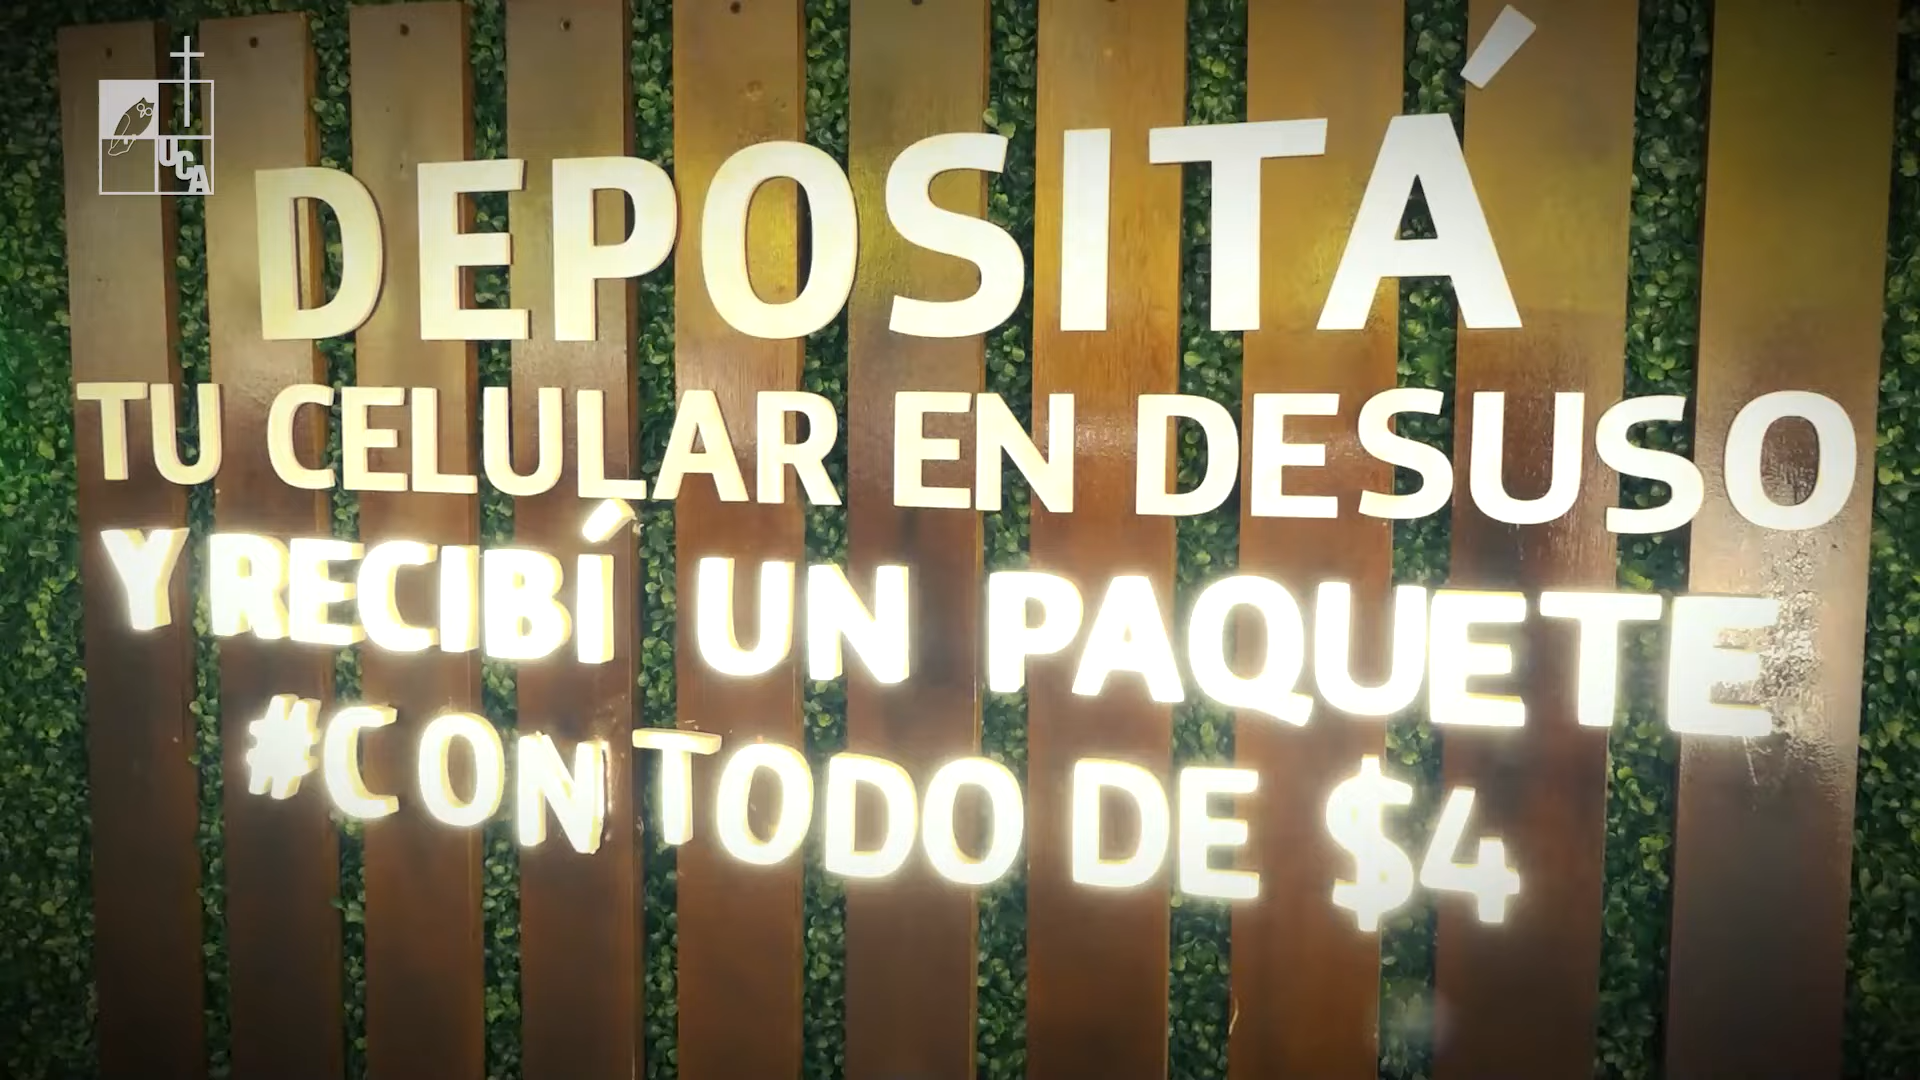 UCA
DEPOSITÁ
TU CELULAR EN DESUSO
Y RECIBÍ UN PAQUETE
#CONTODO DE $4